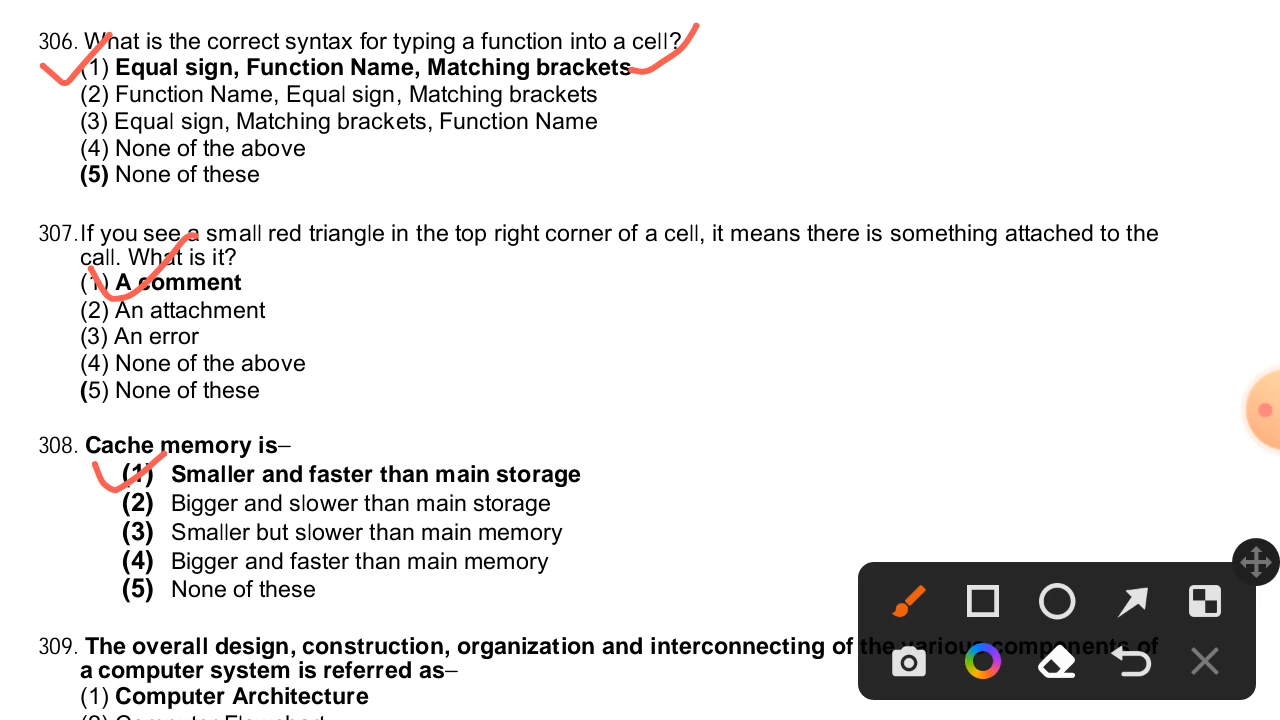 306. What is the correct syntax for typing a function into a cell?
(1) Equal sign, Function Name, Matching brackets
(2) Function Name, Equal sign, Matching brackets
(3) Equal sign, Matching brackets, Function Name
(4) None of the above
(5) None of these
307. If you see a small red triangle in the top right corner of a cell, it means there is something attached to the
call. What is it?
(1) A comment
(2) An attachment
(3) An error
(4) None of the above
(5) None of these
308. Cache memory is–
(1) Smaller and faster than main storage
(2) Bigger and slower than main storage
(3) Smaller but slower than main memory
(4) Bigger and faster than main memory
(5) None of these
309. The overall design, construction, organization and interconnecting of the various components of
a computer system is referred as–
(1) Computer Architecture
(2) Computer Flowchart